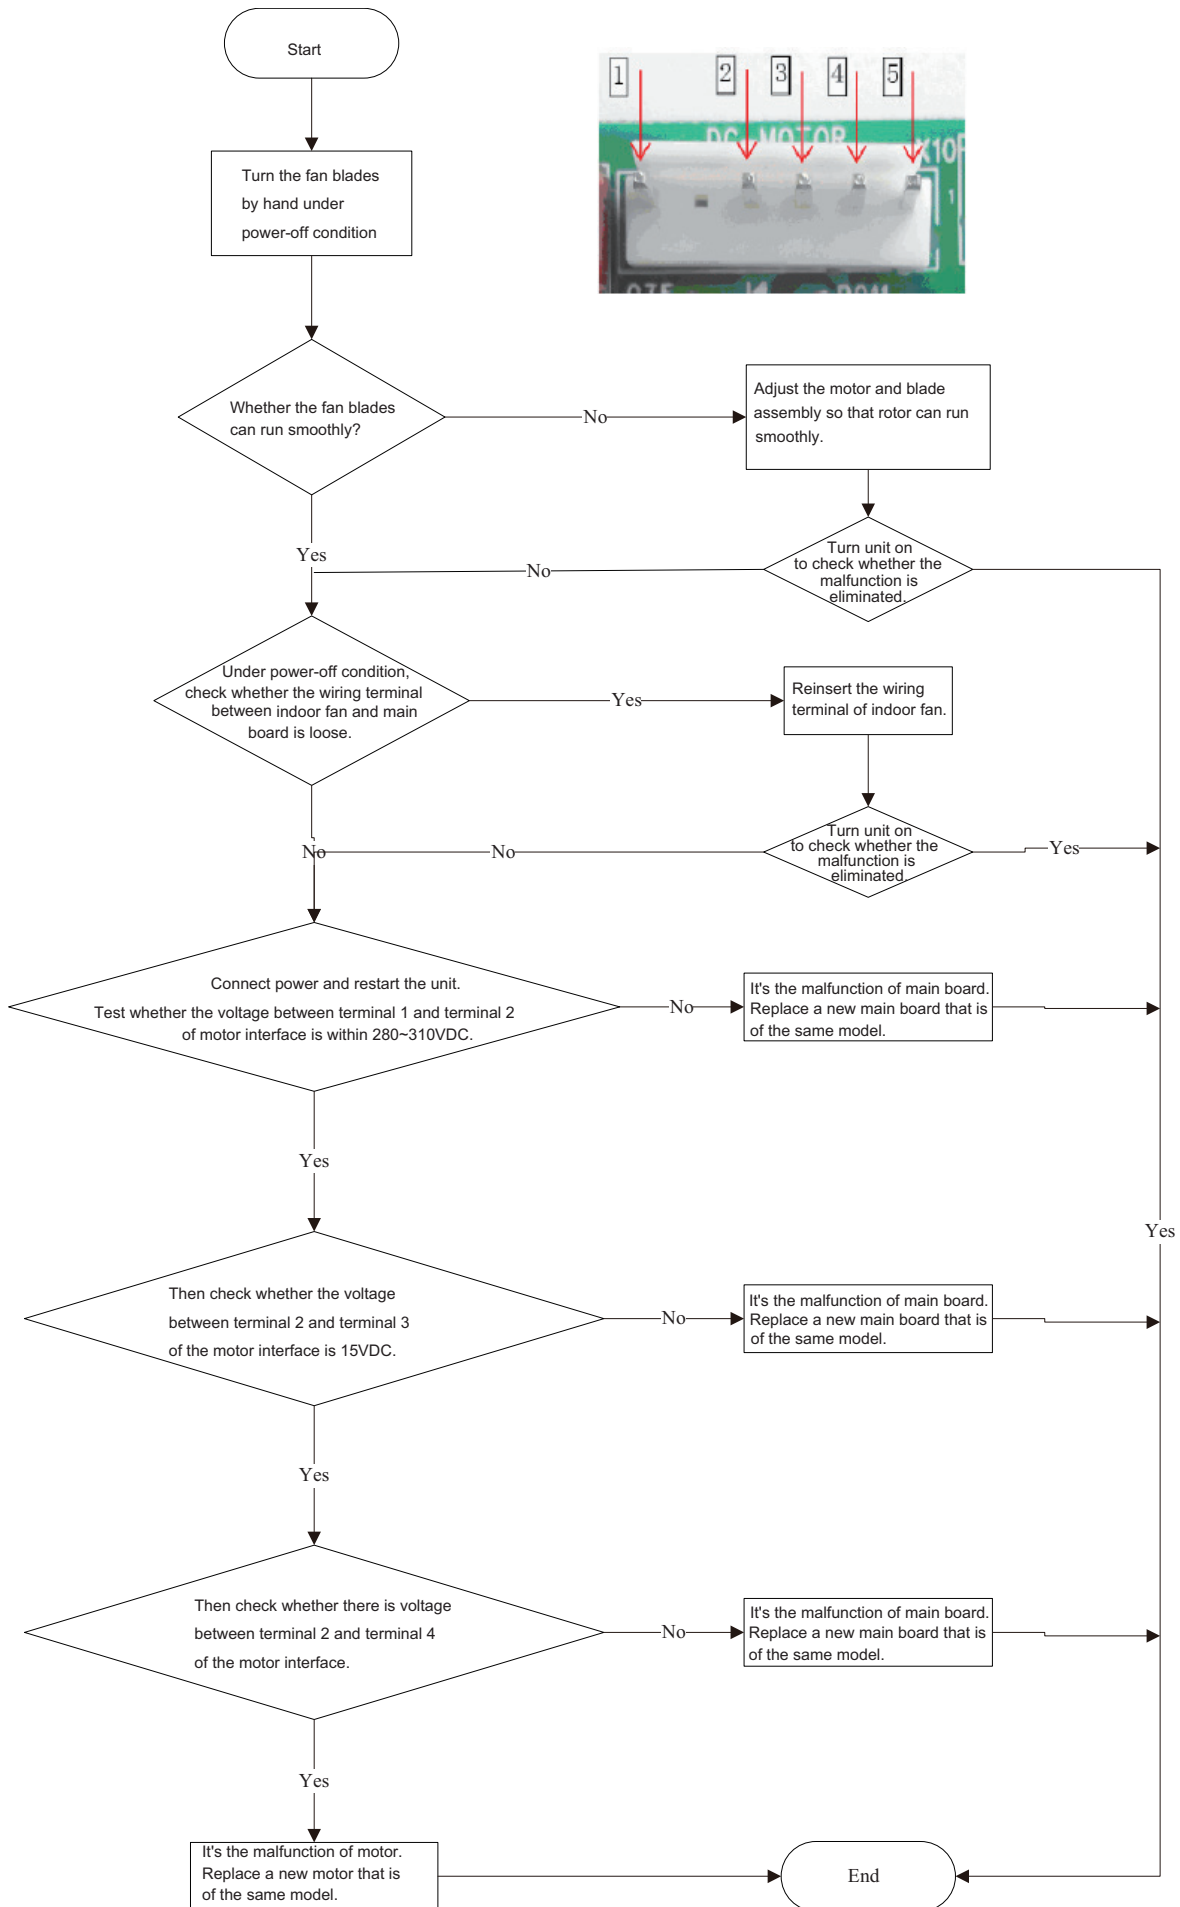 Start
1
2
3
4
5
DC MOTOR
1
Turn the fan blades
by hand under
power-off condition
Whether the fan blades
can run smoothly?
No
Adjust the motor and blade
assembly so that rotor can run
smoothly.
Yes
Turn unit on
to check whether the
malfunction is
eliminated.
No
Under power-off condition,
check whether the wiring terminal
between indoor fan and main
board is loose.
Yes
Reinsert the wiring
terminal of indoor fan.
Turn unit on
to check whether the
malfunction is
eliminated.
No
No
Yes
Connect power and restart the unit.
Test whether the voltage between terminal 1 and terminal 2
of motor interface is within 280~310VDC.
No
It's the malfunction of main board.
Replace a new main board that is
of the same model.
Yes
Yes
Then check whether the voltage
between terminal 2 and terminal 3
of the motor interface is 15VDC.
No
It's the malfunction of main board.
Replace a new main board that is
of the same model.
Yes
Then check whether there is voltage
between terminal 2 and terminal 4
of the motor interface.
No
It's the malfunction of main board.
Replace a new main board that is
of the same model.
Yes
It's the malfunction of motor.
Replace a new motor that is
of the same model.
End